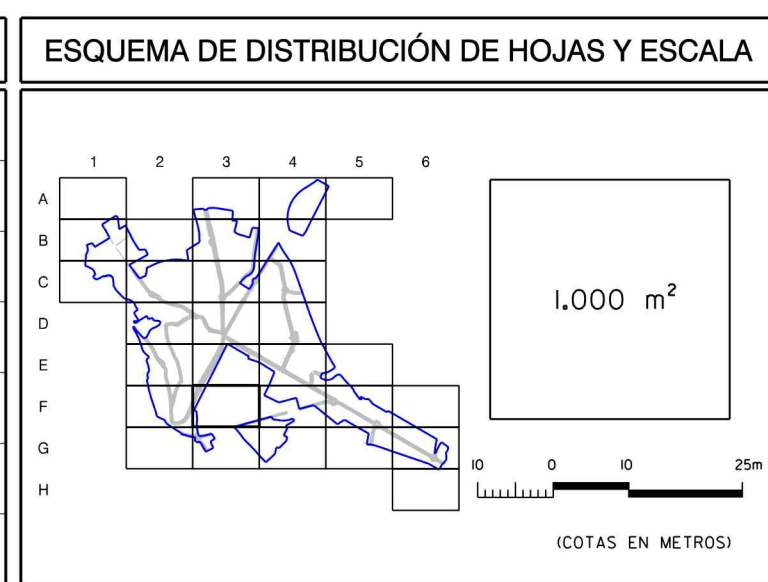 ESQUEMA DE DISTRIBUCIÓN DE HOJAS Y ESCALA
1 2 3 4 5 6
A
B
C
D
E
F
G
H
1.000 m²
10 0 10 25m
(COTAS EN METROS)